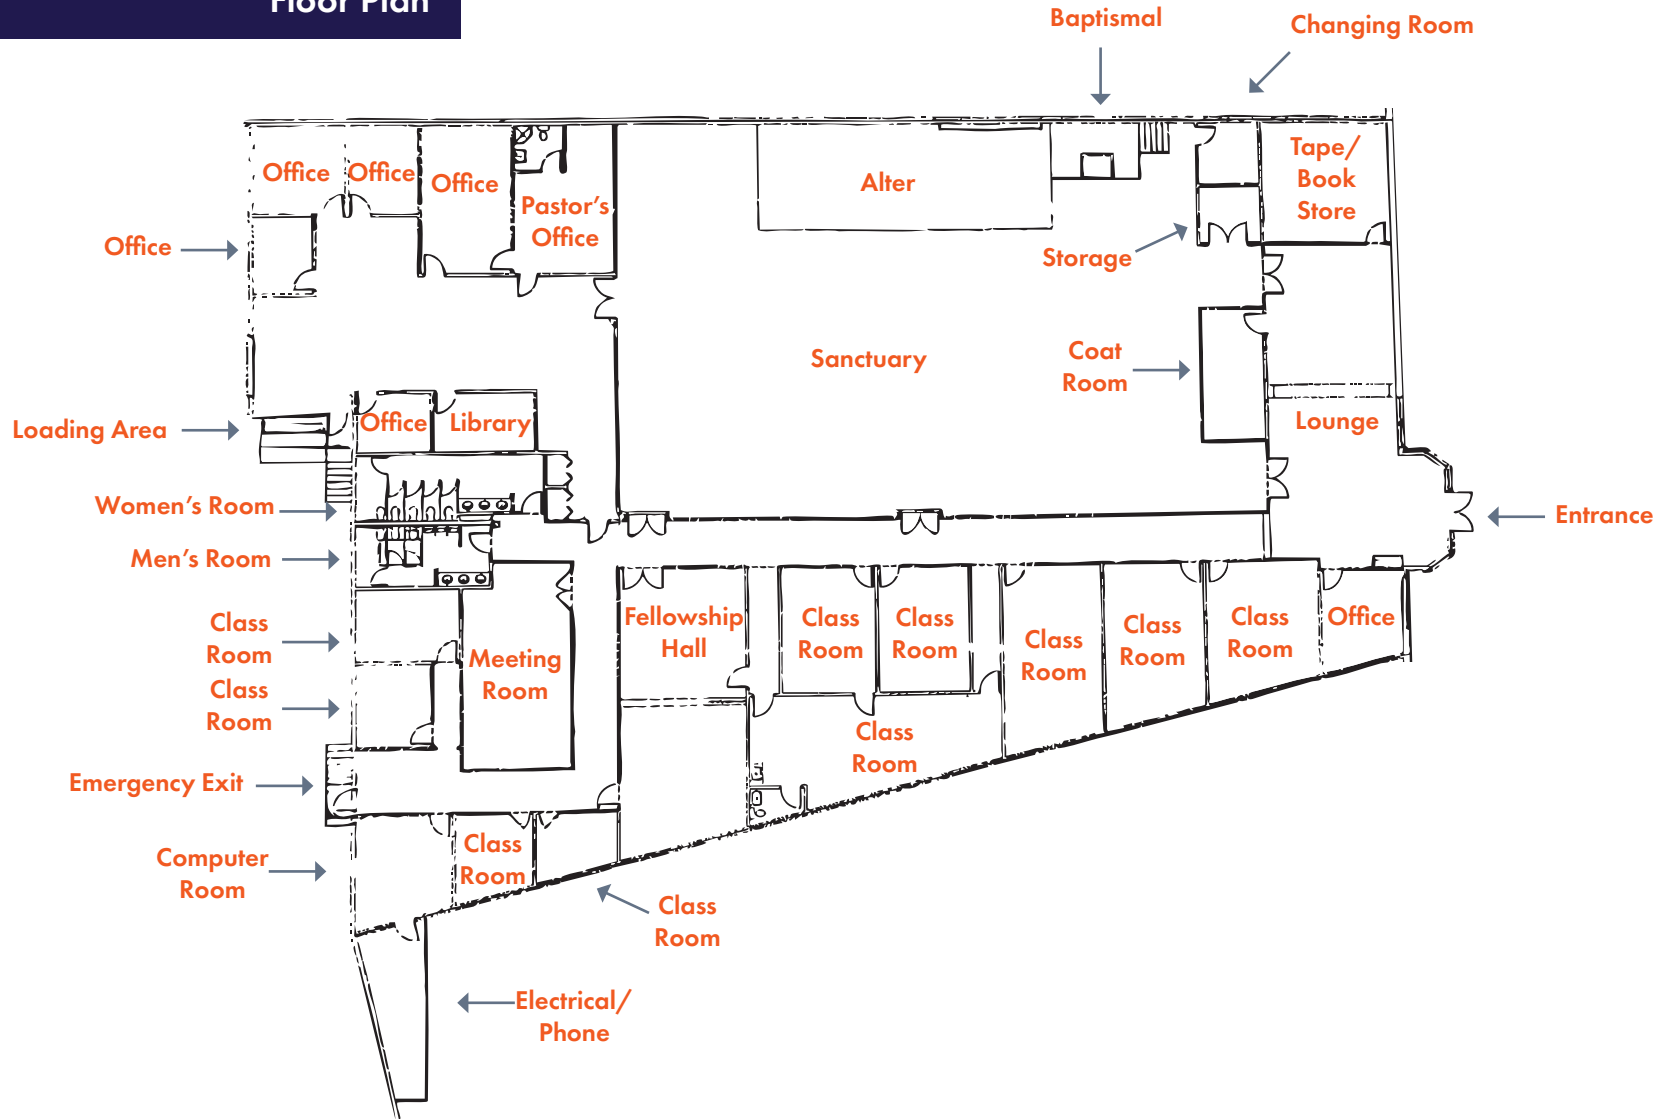 Floor Plan
Baptismal
Changing Room
Office
Office
Office
Pastor's
Office
Alter
Tape/
Book
Store
Office
Storage
Sanctuary
Coat
Room
Loading Area
Office
Library
Lounge
Women's Room
Entrance
Men's Room
Class
Room
Meeting
Room
Fellowship
Hall
Class
Room
Class
Room
Class
Room
Class
Room
Class
Room
Office
Class
Room
Class
Room
Emergency Exit
Computer
Room
Class
Room
Class
Room
Electrical/
Phone